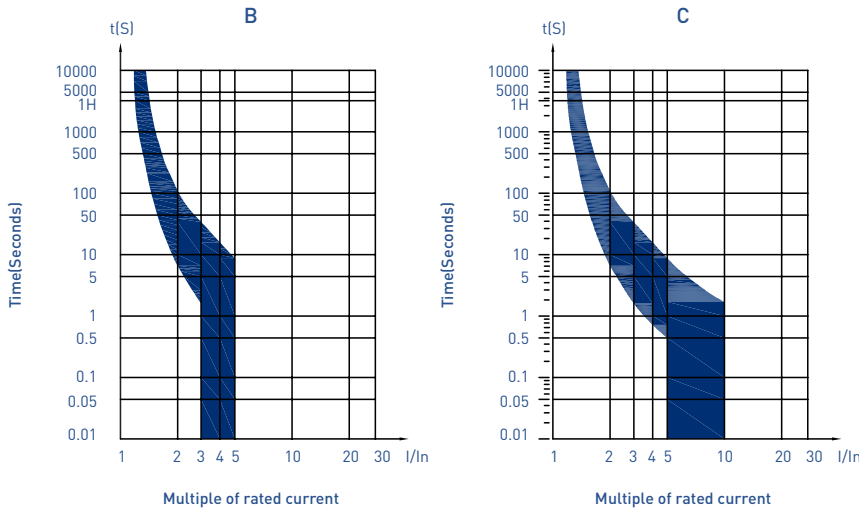 B
t(S)
10000
5000
1H
1000
500
100
50
10
5
1
0.5
0.1
0.05
0.01
Time(Seconds)
1 2 3 4 5 10 20 30 I/In
Multiple of rated current
C
t(S)
10000
5000
1H
1000
500
100
50
10
5
1
0.5
0.1
0.05
0.01
Time(Seconds)
1 2 3 4 5 10 20 30 I/In
Multiple of rated current